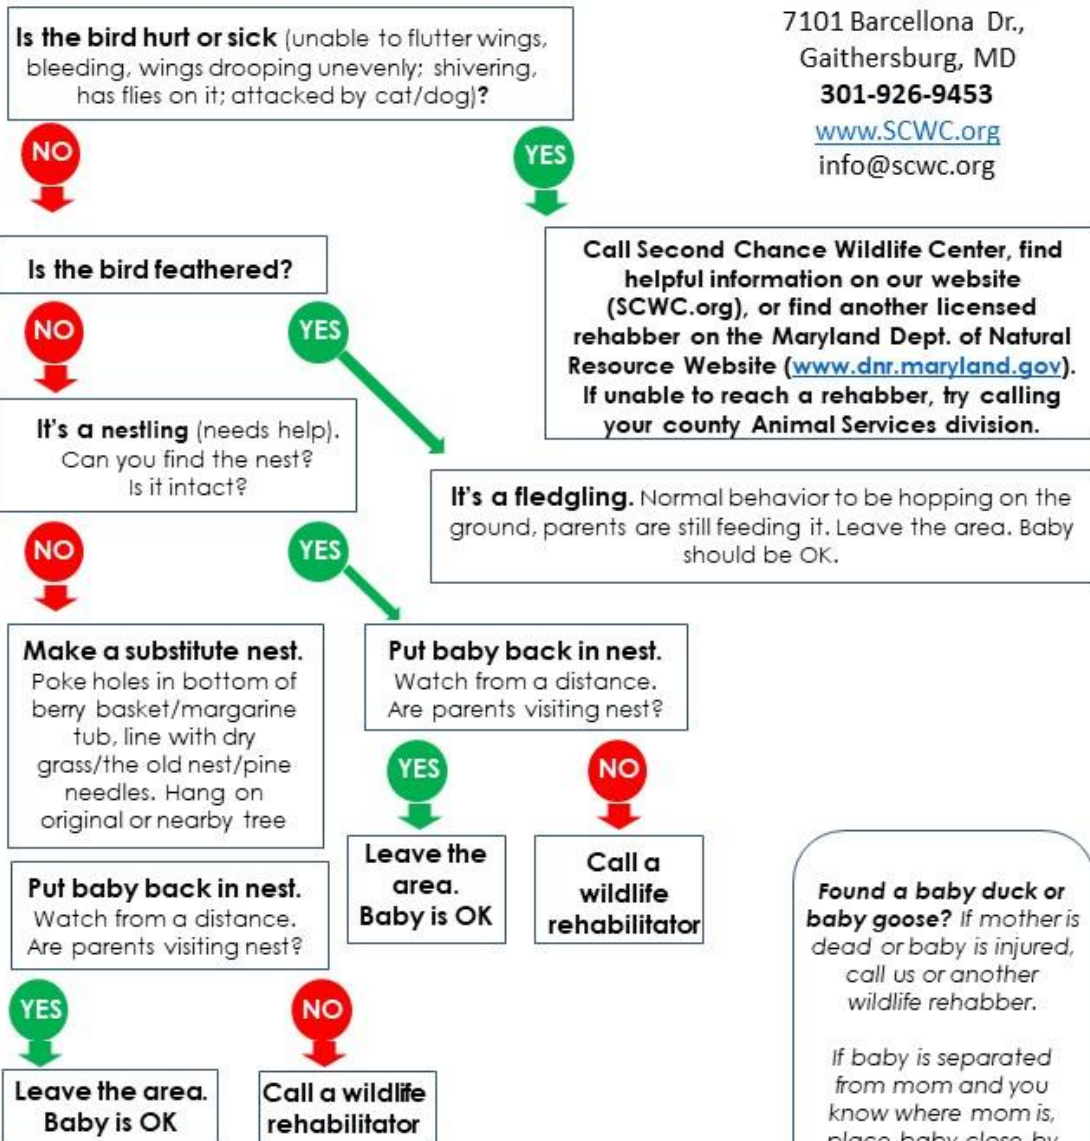 Is the bird hurt or sick (unable to flutter wings,
bleeding, wings drooping unevenly; shivering,
has flies on it; attacked by cat/dog)?
7101 Barcellona Dr.,
Gaithersburg, MD
301-926-9453
www.SCWC.org
info@scwc.org
NO
YES
Is the bird feathered?
Call Second Chance Wildlife Center, find
helpful information on our website
(SCWC.org), or find another licensed
rehabber on the Maryland Dept. of Natural
Resource Website (www.dnr.maryland.gov).
If unable to reach a rehabber, try calling
your county Animal Services division.
NO
YES
It's a nestling (needs help).
Can you find the nest?
Is it intact?
It's a fledgling. Normal behavior to be hopping on the
ground, parents are still feeding it. Leave the area. Baby
should be OK.
NO
YES
Make a substitute nest.
Poke holes in bottom of
berry basket/margarine
tub, line with dry
grass/the old nest/pine
needles. Hang on
original or nearby tree
Put baby back in nest.
Watch from a distance.
Are parents visiting nest?
YES
NO
Leave the
area.
Baby is OK
Call a
wildlife
rehabilitator
Put baby back in nest.
Watch from a distance.
Are parents visiting nest?
YES
NO
Leave the area.
Baby is OK
Call a wildlife
rehabilitator
Found a baby duck or
baby goose? If mother is
dead or baby is injured,
call us or another
wildlife rehabber.
If baby is separated
from mom and you
know where mom is,
place baby close by